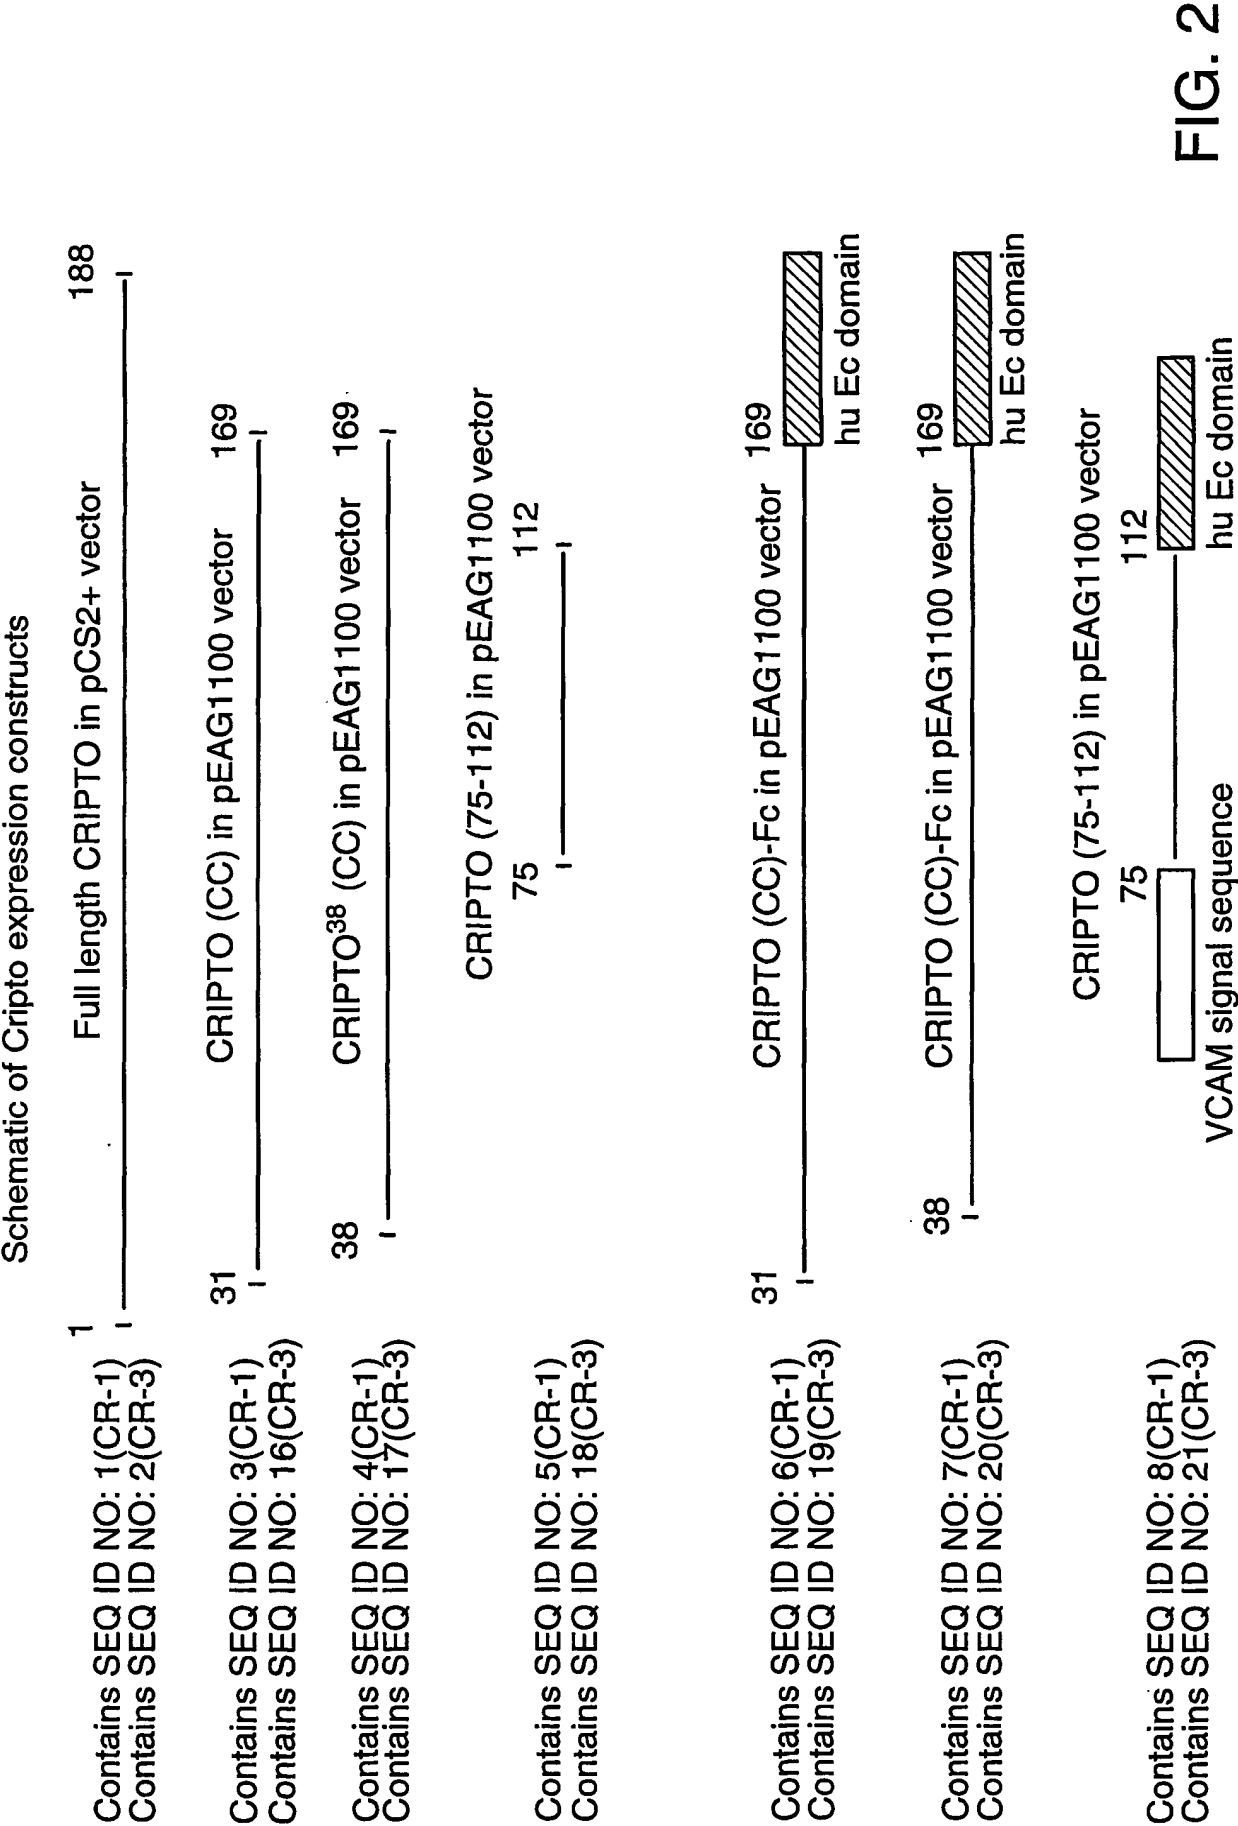 Schematic of Cripto expression constructs
Full length CRIPTO in pCS2+ vector
1
188
Contains SEQ ID NO: 1(CR-1)
Contains SEQ ID NO: 2(CR-3)
CRIPTO (CC) in pEAG1100 vector
31
169
Contains SEQ ID NO: 3(CR-1)
Contains SEQ ID NO: 16(CR-3)
CRIPTO³⁸ (CC) in pEAG1100 vector
38
169
Contains SEQ ID NO: 4(CR-1)
Contains SEQ ID NO: 17(CR-3)
CRIPTO (75-112) in pEAG1100 vector
75
112
Contains SEQ ID NO: 5(CR-1)
Contains SEQ ID NO: 18(CR-3)
CRIPTO (CC)-Fc in pEAG1100 vector
31
169
Contains SEQ ID NO: 6(CR-1)
Contains SEQ ID NO: 19(CR-3)
hu Ec domain
CRIPTO (CC)-Fc in pEAG1100 vector
38
169
Contains SEQ ID NO: 7(CR-1)
Contains SEQ ID NO: 20(CR-3)
hu Ec domain
CRIPTO (75-112) in pEAG1100 vector
75
112
Contains SEQ ID NO: 8(CR-1)
Contains SEQ ID NO: 21(CR-3)
VCAM signal sequence
hu Ec domain
FIG. 2